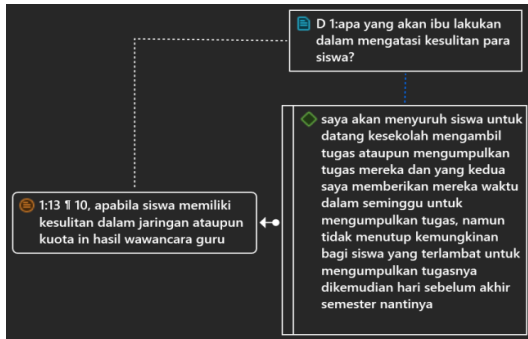 D 1:apa yang akan ibu lakukan
dalam mengatasi kesulitan para
siswa?
saya akan menyuruh siswa untuk
datang kesekolah mengambil
tugas ataupun mengumpulkan
tugas mereka dan yang kedua
saya memberikan mereka waktu
dalam seminggu untuk
mengumpulkan tugas, namun
tidak menutup kemungkinan
bagi siswa yang terlambat untuk
mengumpulkan tugasnya
dikemudian hari sebelum akhir
semester nantinya
1:13 ¶ 10, apabila siswa memiliki
kesulitan dalam jaringan ataupun
kuota in hasil wawancara guru